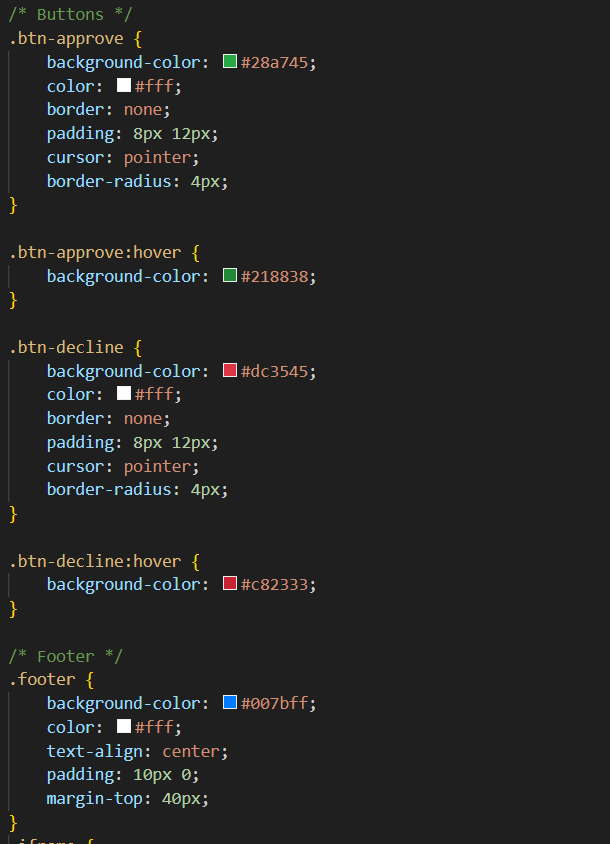 /* Buttons */
.btn-approve {
    background-color: #28a745;
    color: #fff;
    border: none;
    padding: 8px 12px;
    cursor: pointer;
    border-radius: 4px;
}

.btn-approve:hover {
    background-color: #218838;
}

.btn-decline {
    background-color: #dc3545;
    color: #fff;
    border: none;
    padding: 8px 12px;
    cursor: pointer;
    border-radius: 4px;
}

.btn-decline:hover {
    background-color: #c82333;
}

/* Footer */
.footer {
    background-color: #007bff;
    color: #fff;
    text-align: center;
    padding: 10px 0;
    margin-top: 40px;
}